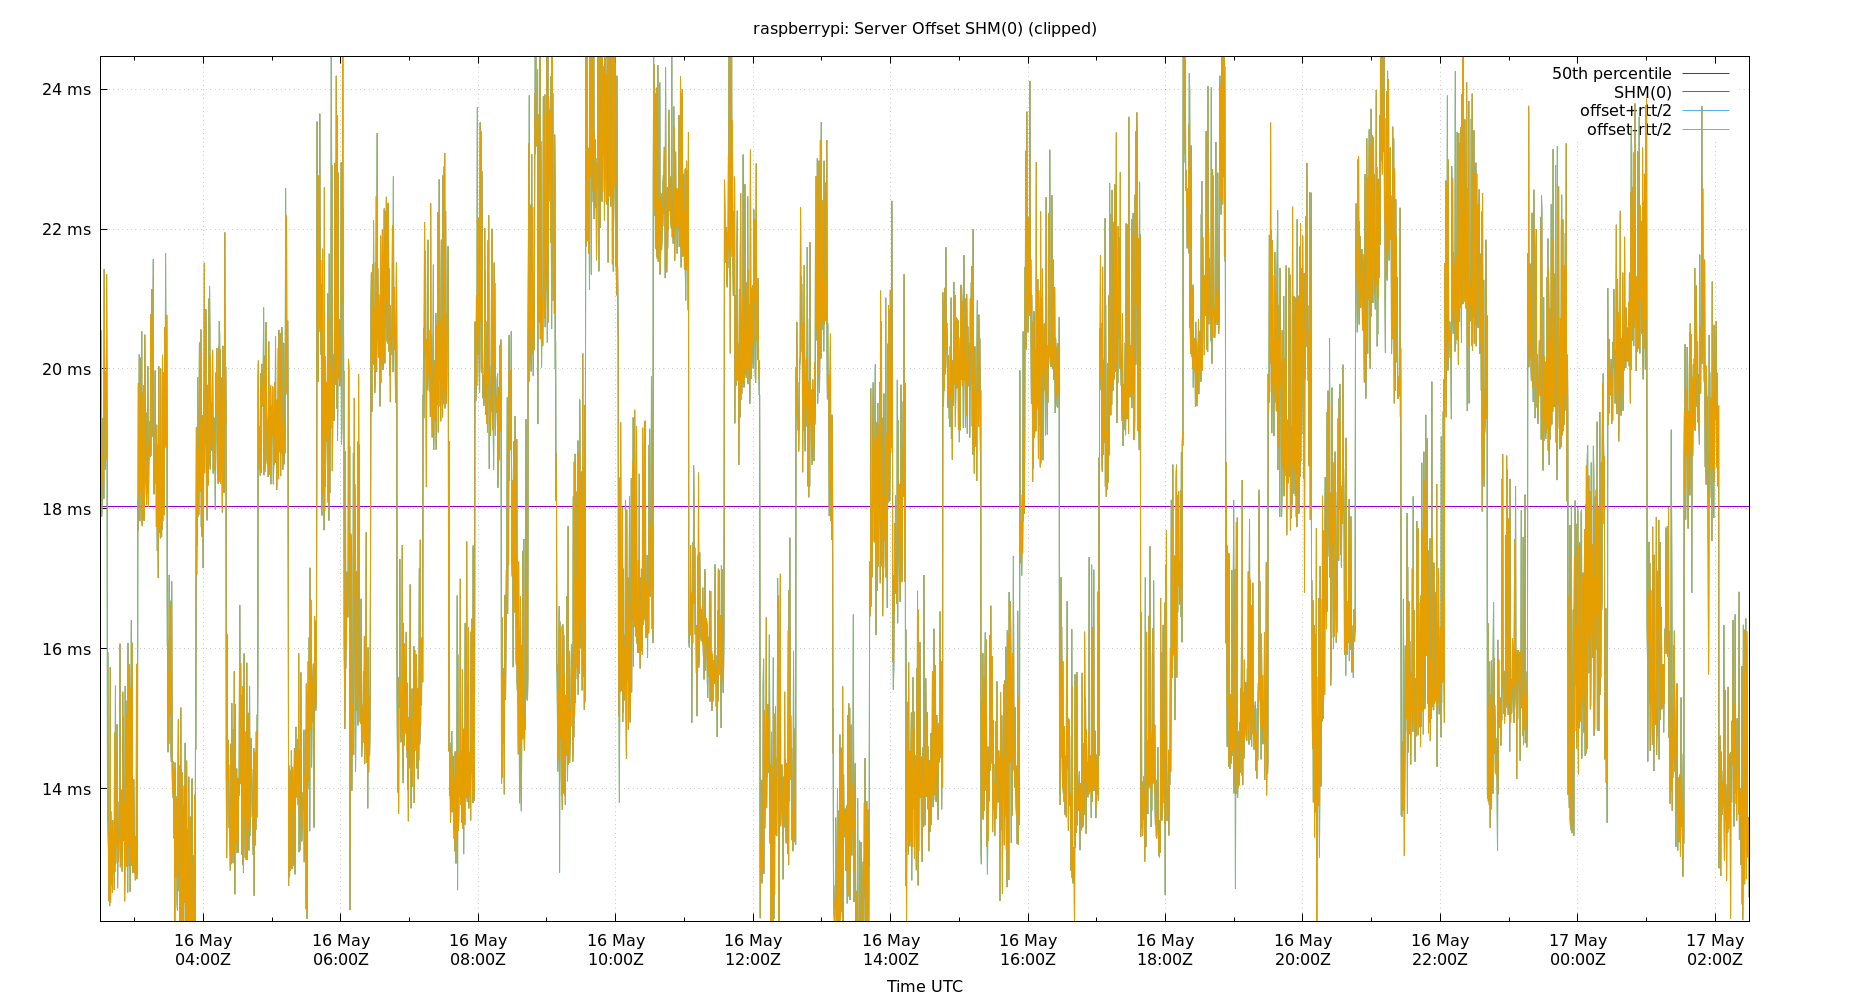 raspberrypi: Server Offset SHM(0) (clipped)
50th percentile
SHM(0)
offset+rtt/2
offset-rtt/2
24 ms
22 ms
20 ms
18 ms
16 ms
14 ms
16 May 16 May 16 May 16 May 16 May 16 May 16 May 16 May 16 May 16 May 17 May 17 May
04:00Z 06:00Z 08:00Z 10:00Z 12:00Z 14:00Z 16:00Z 18:00Z 20:00Z 22:00Z 00:00Z 02:00Z
Time UTC